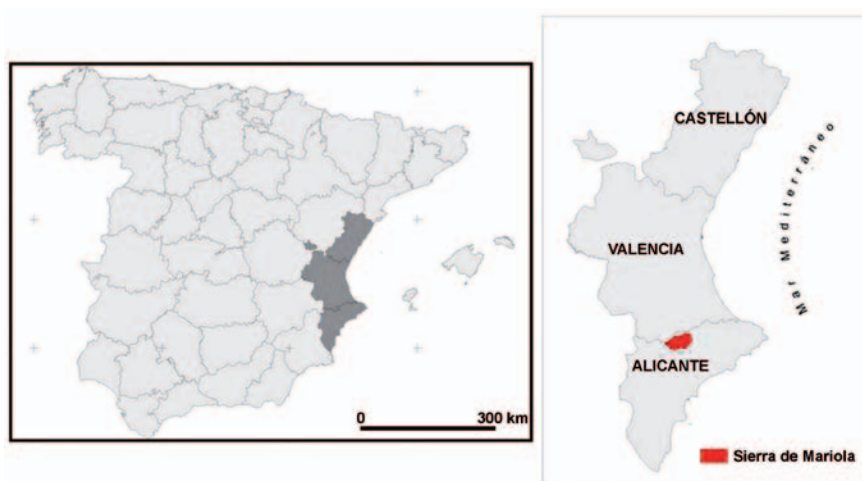 0 300 km
CASTELLÓN
VALENCIA
Mar Mediterráneo
ALICANTE
Sierra de Mariola